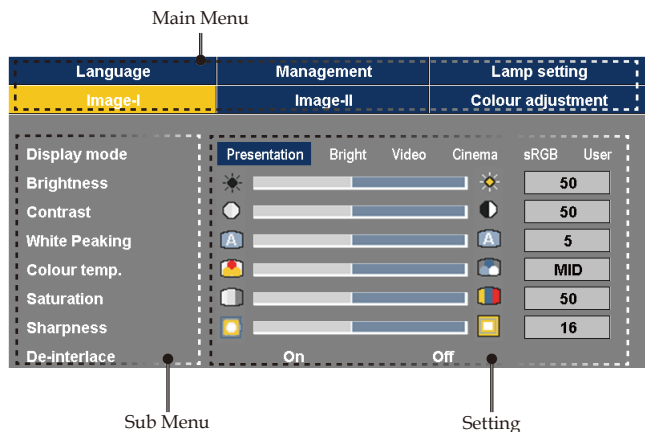 Main Menu
Language Management Lamp setting
Image-I Image-II Colour adjustment
Display mode Presentation Bright Video Cinema sRGB User
Brightness 50
Contrast 50
White Peaking A A 5
Colour temp. MID
Saturation 50
Sharpness 16
De-interlace On Off
Sub Menu Setting